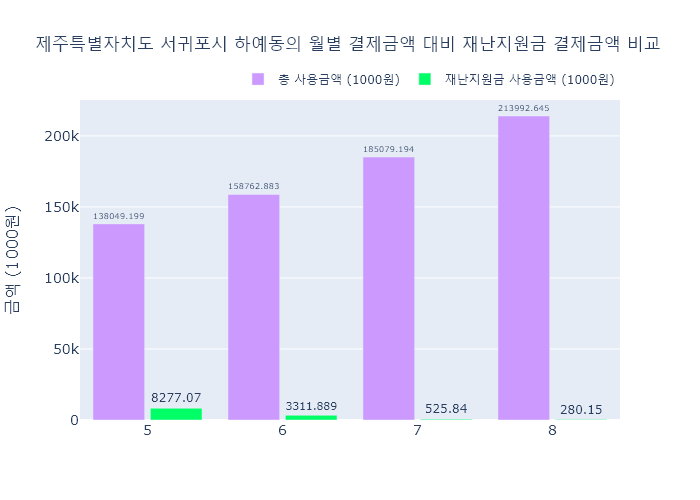 제주특별자치도 서귀포시 하예동의 월별 결제금액 대비 재난지원금 결제금액 비교
총 사용금액 (1000원) 재난지원금 사용금액 (1000원)
금액 (1000원)
200k
150k
100k
50k
0
138049.199
158762.883
185079.194
213992.645
8277.07
3311.889
525.84
280.15
5 6 7 8